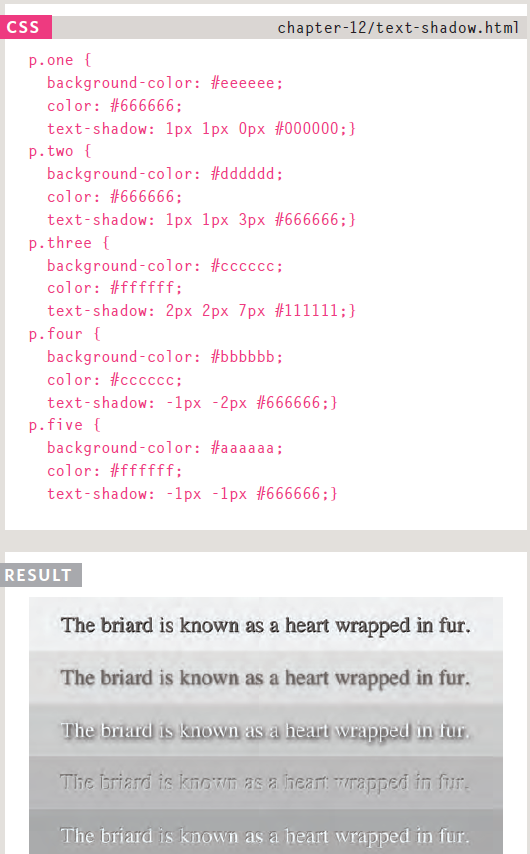 CSS
chapter-12/text-shadow.html
p.one {
background-color: #eeeeee;
color: #666666;
text-shadow: 1px 1px 0px #000000;}
p.two {
background-color: #dddddd;
color: #666666;
text-shadow: 1px 1px 3px #666666;}
p.three {
background-color: #cccccc;
color: #ffffff;
text-shadow: 2px 2px 7px #111111;}
p.four {
background-color: #bbbbbb;
color: #cccccc;
text-shadow: -1px -2px #666666;}
p.five {
background-color: #aaaaaa;
color: #ffffff;
text-shadow: -1px -1px #666666;}
RESULT
The briard is known as a heart wrapped in fur.
The briard is known as a heart wrapped in fur.
The briard is known as a heart wrapped in fur.
The briard is known as a heart wrapped in fur.
The briard is known as a heart wrapped in fur.